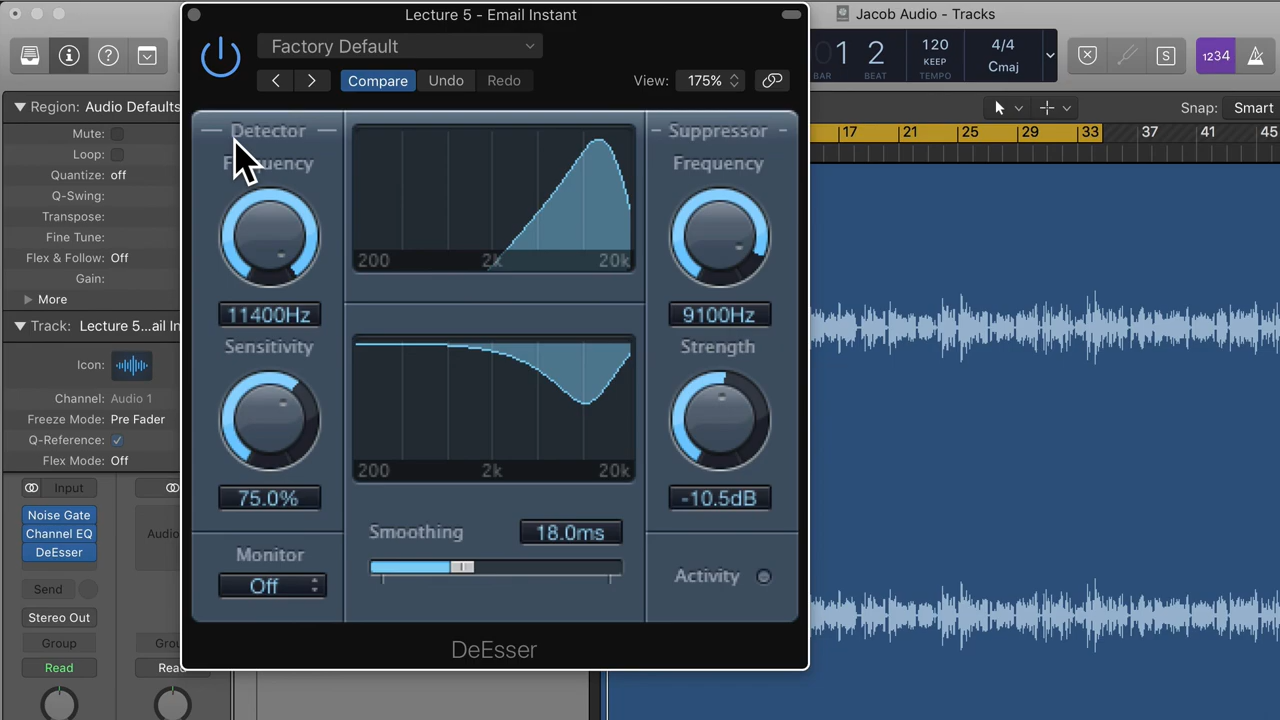 Lecture 5 - Email Instant
Jacob Audio - Tracks
Factory Default
Compare
Undo
Redo
View:
175%
1 2
BAR
BEAT
120
KEEP
TEMPO
4/4
Cmaj
S
1234
Region: Audio Defaults
Mute:
Loop:
Quantize: off
Q-Swing:
Transpose:
Fine Tune:
Flex & Follow: Off
Gain:
More
Track: Lecture 5...ail In
Icon:
Channel: Audio 1
Freeze Mode: Pre Fader
Q-Reference:
Flex Mode: Off
Input
Noise Gate
Channel EQ
DeEsser
Audio
Send
Stereo Out
Group
Read
Read
Detector
Frequency
11400Hz
Sensitivity
75.0%
Monitor
Off
200
2k
20k
200
2k
20k
Smoothing
18.0ms
Suppressor
Frequency
9100Hz
Strength
-10.5dB
Activity
DeEsser
Snap: Smart
17
21
25
29
33
37
41
45